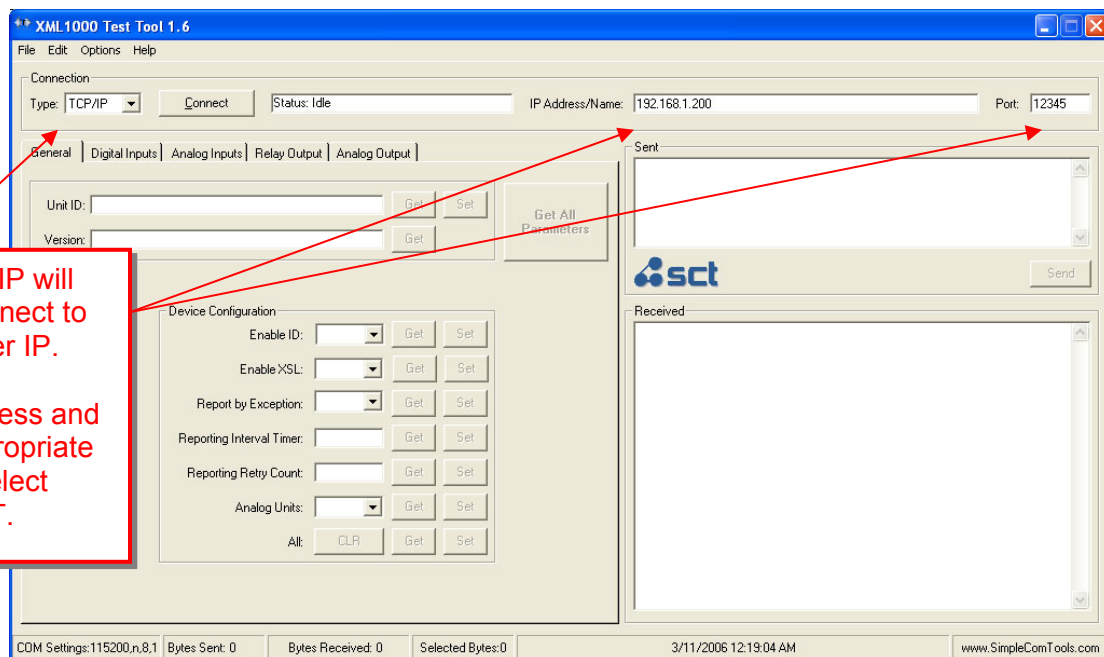 XML1000 Test Tool 1.6
File Edit Options Help
Connection
Type: TCP/IP Connect Status: Idle IP Address/Name: 192.168.1.200 Port: 12345
General Digital Inputs Analog Inputs Relay Output Analog Output
Unit ID: Get Set
Version: Get
Get All
Parameters
Sent
sct
Send
Received
IP will
nect to
er IP.
ess and
ropriate
elect
T.
Device Configuration
Enable ID: Get Set
Enable XSL: Get Set
Report by Exception: Get Set
Reporting Interval Timer: Get Set
Reporting Retry Count: Get Set
Analog Units: Get Set
All: CLR Get Set
COM Settings:115200,n,8,1 Bytes Sent: 0 Bytes Received: 0 Selected Bytes:0 3/11/2006 12:19:04 AM www.SimpleComTools.com